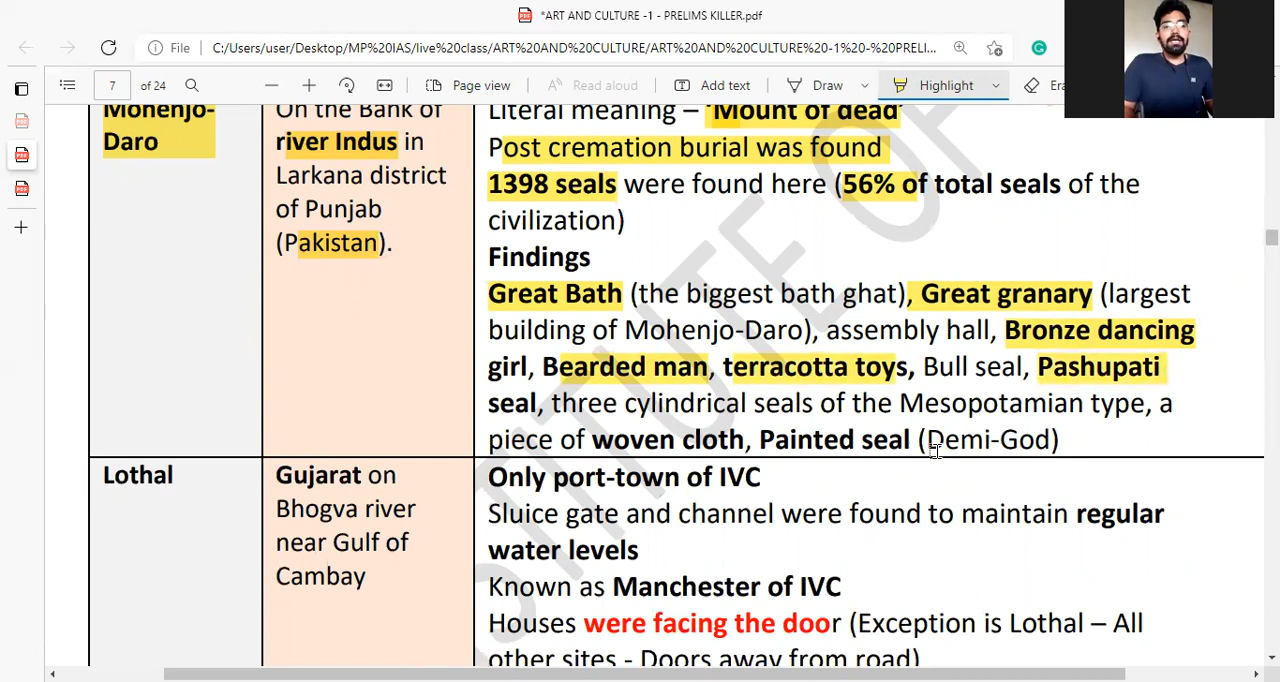 *ART AND CULTURE -1 - PRELIMS KILLER.pdf
File C:/Users/user/Desktop/MP%20IAS/live%20class/ART%20AND%20CULTURE/ART%20AND%20CULTURE%20-1%20-%20PRELI...
7 of 24 Page view Read aloud Add text Draw Highlight Era
Mohenjo-
Daro
On the Bank of
river Indus in
Larkana district
of Punjab
(Pakistan).
Literal meaning – 'Mount of dead'
Post cremation burial was found
1398 seals were found here (56% of total seals of the
civilization)
Findings
Great Bath (the biggest bath ghat), Great granary (largest
building of Mohenjo-Daro), assembly hall, Bronze dancing
girl, Bearded man, terracotta toys, Bull seal, Pashupati
seal, three cylindrical seals of the Mesopotamian type, a
piece of woven cloth, Painted seal (Demi-God)
Lothal
Gujarat on
Bhogva river
near Gulf of
Cambay
Only port-town of IVC
Sluice gate and channel were found to maintain regular
water levels
Known as Manchester of IVC
Houses were facing the door (Exception is Lothal – All
other sites - Doors away from road)
STITUTE OF